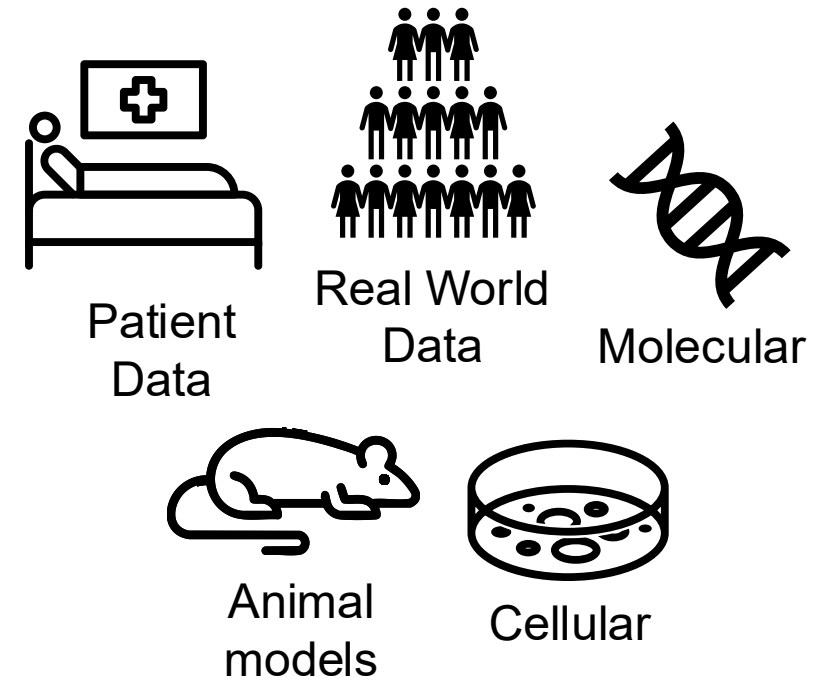 Patient
Data
Real World
Data
Molecular
Animal
models
Cellular